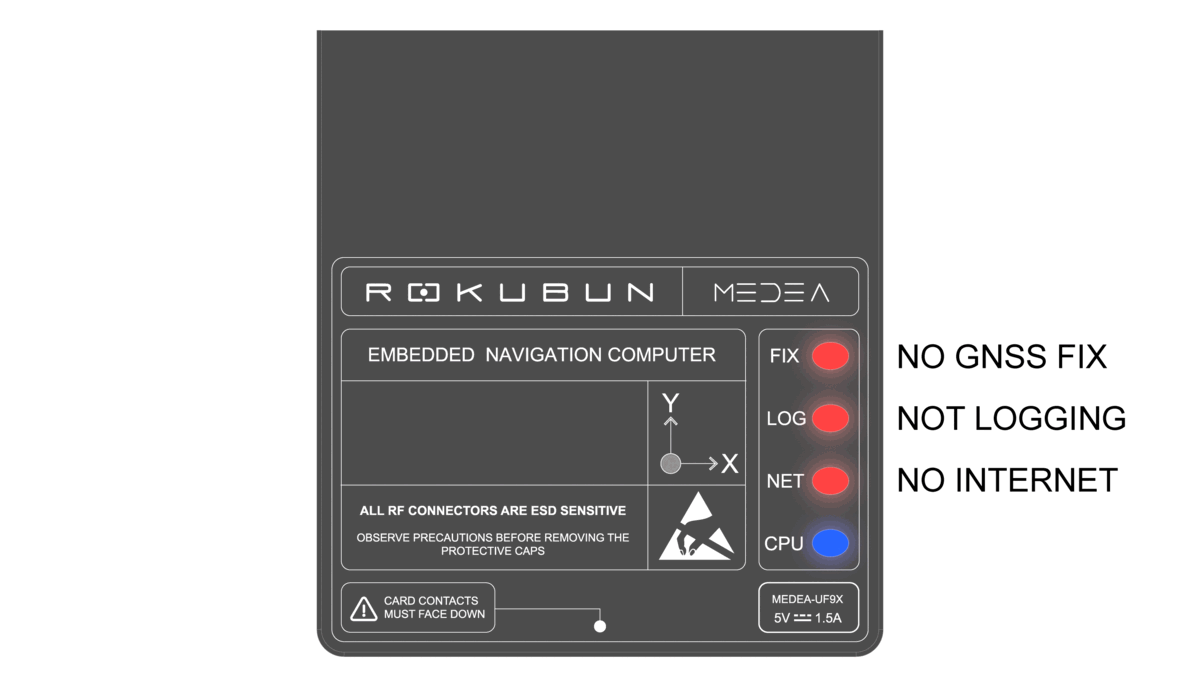 ROKUBUN
MEDEA
EMBEDDED NAVIGATION COMPUTER
Y
X
ALL RF CONNECTORS ARE ESD SENSITIVE
OBSERVE PRECAUTIONS BEFORE REMOVING THE
PROTECTIVE CAPS
FIX NO GNSS FIX
LOG NOT LOGGING
NET NO INTERNET
CPU
CARD CONTACTS
MUST FACE DOWN
MEDEA-UF9X
5V 1.5A